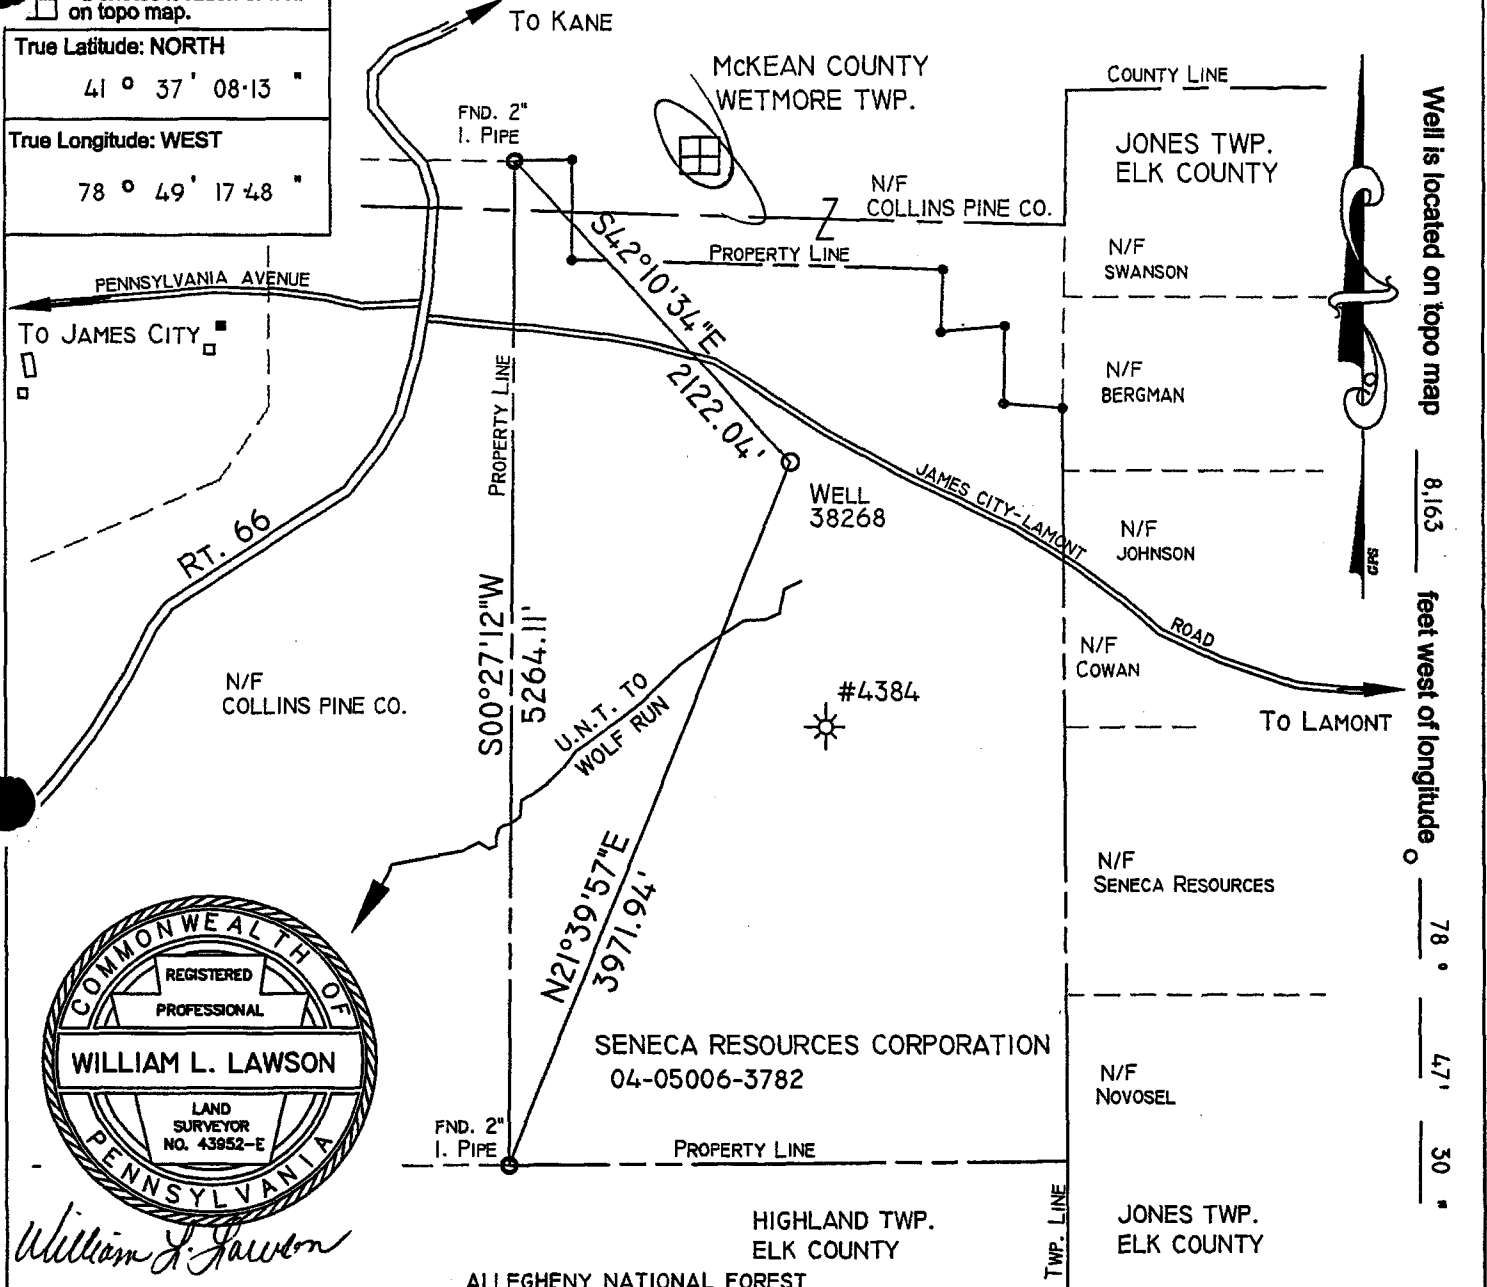 on topo map.
True Latitude: NORTH
41 ° 37 ' 08.13 "
True Longitude: WEST
78 ° 49 ' 17.48 "
TO KANE
McKEAN COUNTY
WETMORE TWP.
FND. 2"
I. PIPE
COUNTY LINE
JONES TWP.
ELK COUNTY
N/F
COLLINS PINE CO.
PROPERTY LINE
N/F
SWANSON
PENNSYLVANIA AVENUE
TO JAMES CITY
S42°10'34"E
2122.04'
PROPERTY LINE
N/F
BERGMAN
WELL
38268
JAMES CITY-LAMONT
ROAD
N/F
JOHNSON
RT. 66
N/F
COWAN
TO LAMONT
N/F
COLLINS PINE CO.
S00°27'12"W
5264.11'
U.N.T. TO
WOLF RUN
#4384
N/F
SENECA RESOURCES
N21°39'57"E
3971.94'
SENECA RESOURCES CORPORATION
04-05006-3782
N/F
NOVOSEL
COMMONWEALTH OF
REGISTERED
PROFESSIONAL
WILLIAM L. LAWSON
LAND
SURVEYOR
NO. 43952-E
PENNSYLVANIA
William L. Lawson
FND. 2"
I. PIPE
PROPERTY LINE
HIGHLAND TWP.
ELK COUNTY
TWP. LINE
JONES TWP.
ELK COUNTY
ALLEGHENY NATIONAL FOREST
Well is located on topo map 8,163 feet west of longitude 78 ° 47' 30 "